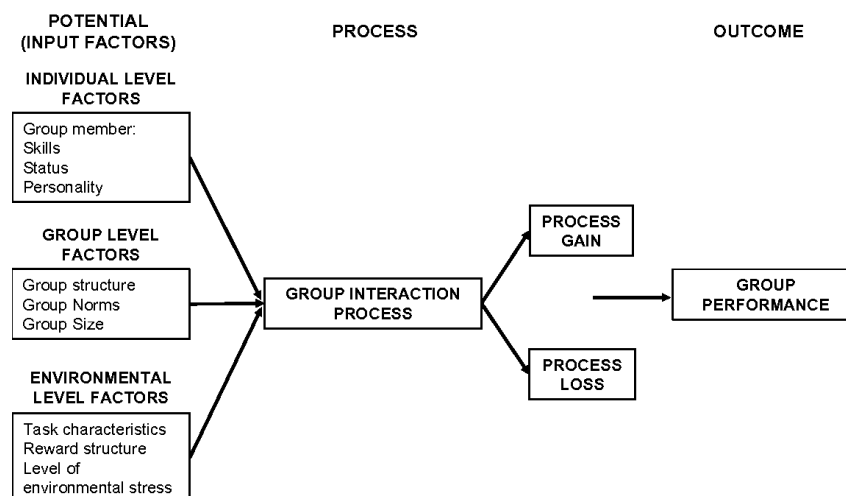 POTENTIAL
(INPUT FACTORS)
PROCESS
OUTCOME
INDIVIDUAL LEVEL
FACTORS
Group member:
Skills
Status
Personality
GROUP LEVEL
FACTORS
Group structure
Group Norms
Group Size
ENVIRONMENTAL
LEVEL FACTORS
Task characteristics
Reward structure
Level of
environmental stress
GROUP INTERACTION
PROCESS
PROCESS
GAIN
PROCESS
LOSS
GROUP
PERFORMANCE